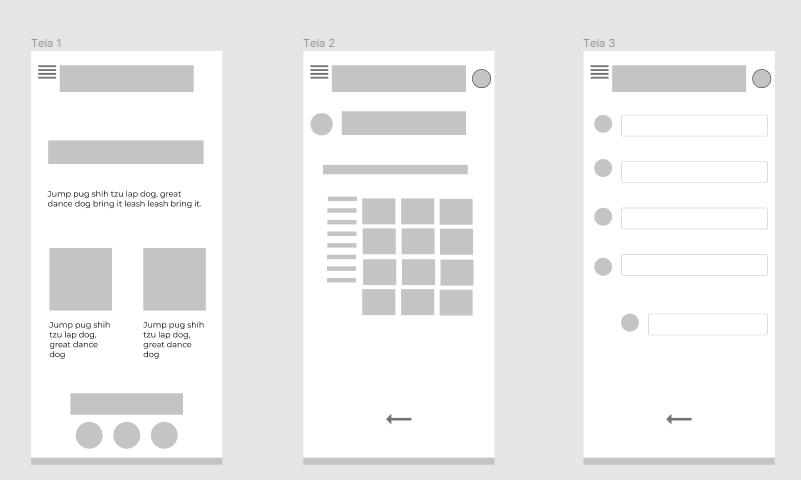 Tela 1
Tela 2
Tela 3
Jump pug shih tzu lap dog, great
dance dog bring it leash leash bring it.
Jump pug shih
tzu lap dog,
great dance
dog
Jump pug shih
tzu lap dog,
great dance
dog